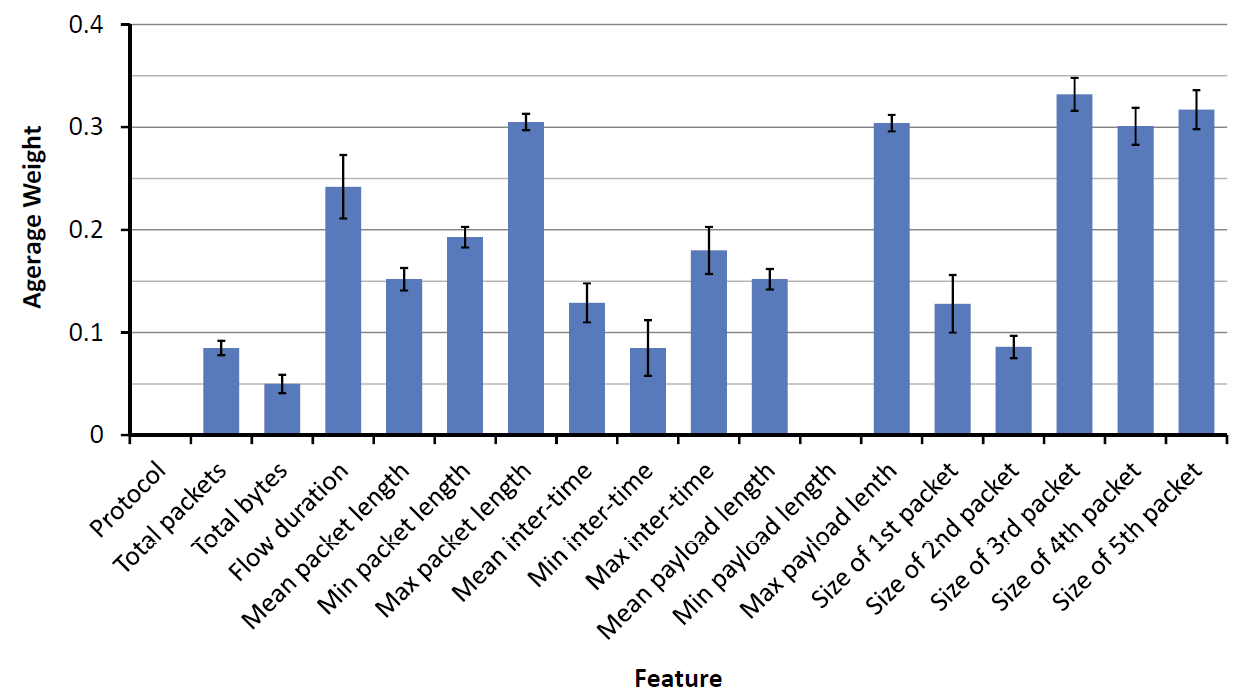 0.4
0.3
0.2
0.1
0
Agerage Weight
Protocol
Total packets
Total bytes
Flow duration
Mean packet length
Min packet length
Max packet length
Mean inter-time
Min inter-time
Max inter-time
Mean payload length
Min payload length
Max payload lenth
Size of 1st packet
Size of 2nd packet
Size of 3rd packet
Size of 4th packet
Size of 5th packet
Feature